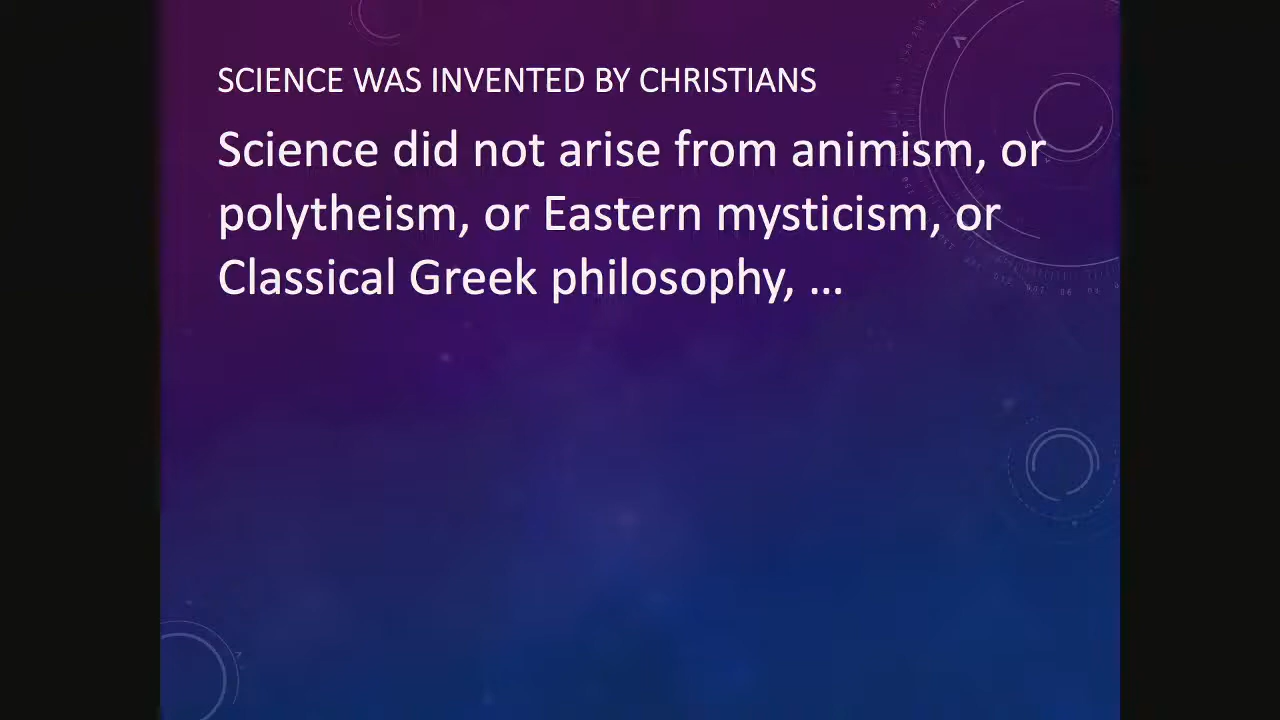 SCIENCE WAS INVENTED BY CHRISTIANS
Science did not arise from animism, or
polytheism, or Eastern mysticism, or
Classical Greek philosophy, ...